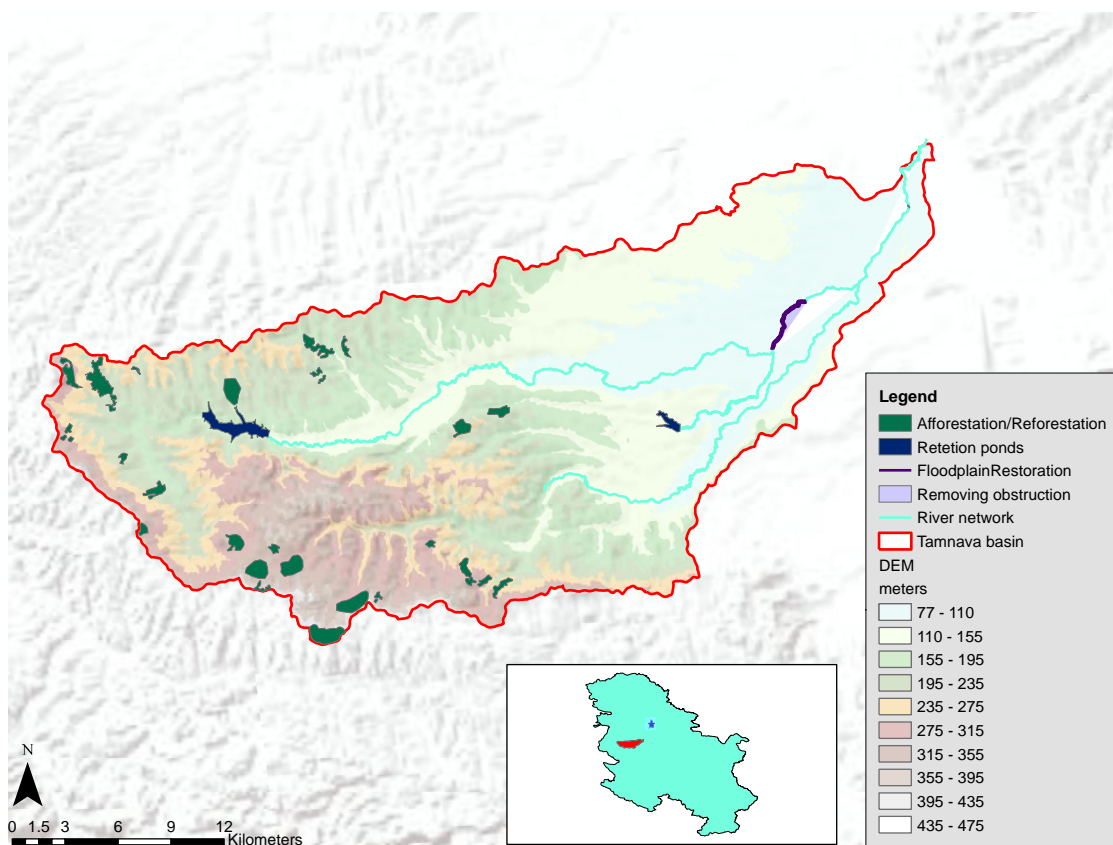 Legend
Afforestation/Reforestation
Retetion ponds
FloodplainRestoration
Removing obstruction
River network
Tamnava basin
DEM
meters
77 - 110
110 - 155
155 - 195
195 - 235
235 - 275
275 - 315
315 - 355
355 - 395
395 - 435
435 - 475
N
0 1.5 3 6 9 12
Kilometers